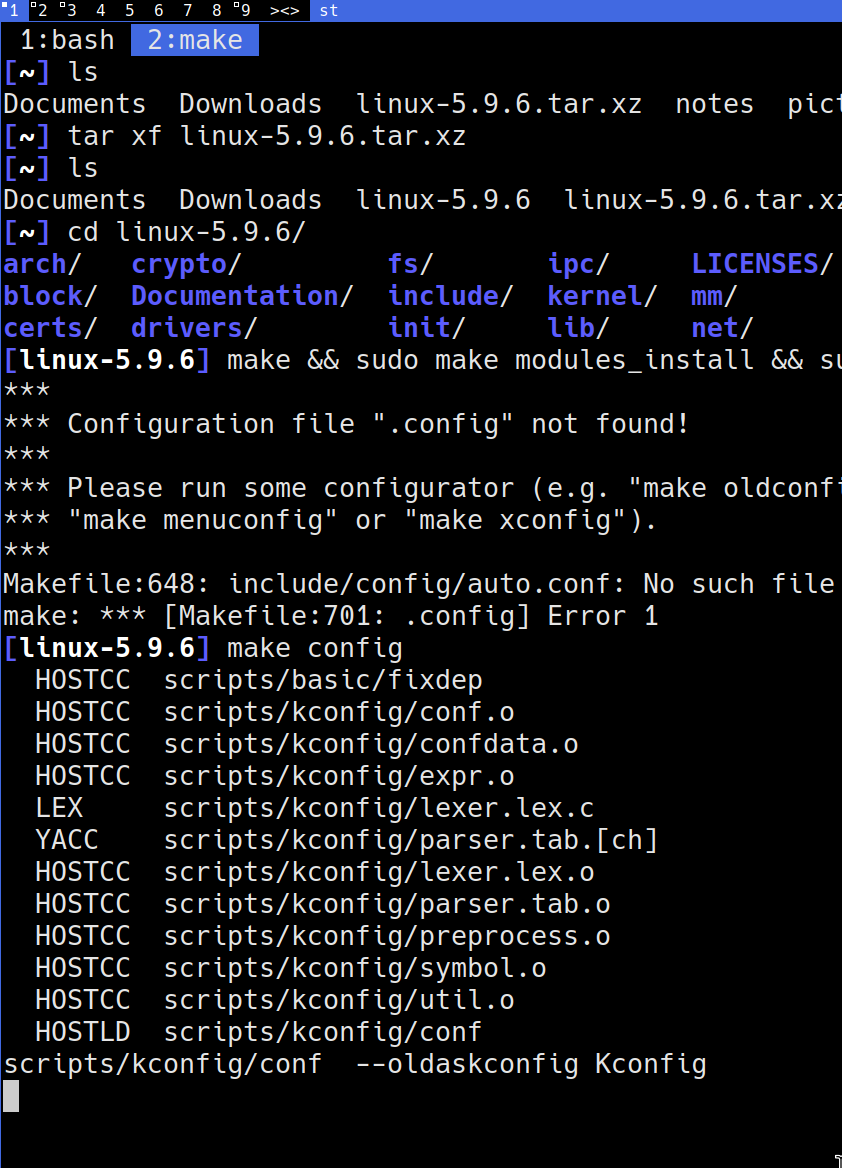 1 2 3 4 5 6 7 8 9 ><> st
1:bash 2:make
[~] ls
Documents Downloads linux-5.9.6.tar.xz notes pict
[~] tar xf linux-5.9.6.tar.xz
[~] ls
Documents Downloads linux-5.9.6 linux-5.9.6.tar.xz
[~] cd linux-5.9.6/
arch/ crypto/ fs/ ipc/ LICENSES/
block/ Documentation/ include/ kernel/ mm/
certs/ drivers/ init/ lib/ net/
[linux-5.9.6] make && sudo make modules_install && su
***
*** Configuration file ".config" not found!
***
*** Please run some configurator (e.g. "make oldconfi
*** "make menuconfig" or "make xconfig").
***
Makefile:648: include/config/auto.conf: No such file
make: *** [Makefile:701: .config] Error 1
[linux-5.9.6] make config
HOSTCC scripts/basic/fixdep
HOSTCC scripts/kconfig/conf.o
HOSTCC scripts/kconfig/confdata.o
HOSTCC scripts/kconfig/expr.o
LEX scripts/kconfig/lexer.lex.c
YACC scripts/kconfig/parser.tab.[ch]
HOSTCC scripts/kconfig/lexer.lex.o
HOSTCC scripts/kconfig/parser.tab.o
HOSTCC scripts/kconfig/preprocess.o
HOSTCC scripts/kconfig/symbol.o
HOSTCC scripts/kconfig/util.o
HOSTLD scripts/kconfig/conf
scripts/kconfig/conf --oldaskconfig Kconfig